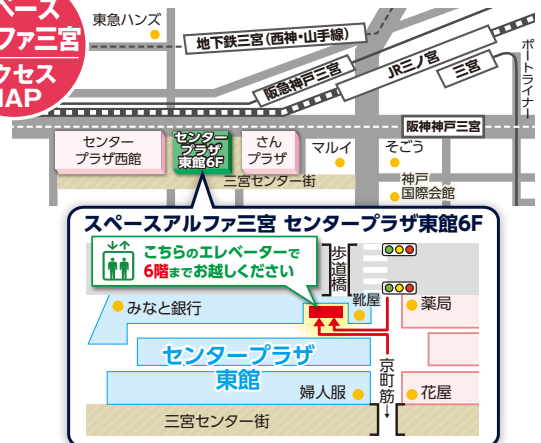 ペース
ファ三宮
クセス
MAP
東急ハンズ
地下鉄三宮(西神・山手線)
阪急神戸三宮
JR三ノ宮
三宮
ポートライナー
阪神神戸三宮
センター
プラザ西館
センター
プラザ
東館6F
さん
プラザ
マルイ
そごう
三宮センター街
神戸
国際会館
スペースアルファ三宮 センタープラザ東館6F
こちらのエレベーターで
6階までお越しください
歩道橋
みなと銀行
靴屋
薬局
センタープラザ
東館
京町筋
婦人服
花屋
三宮センター街